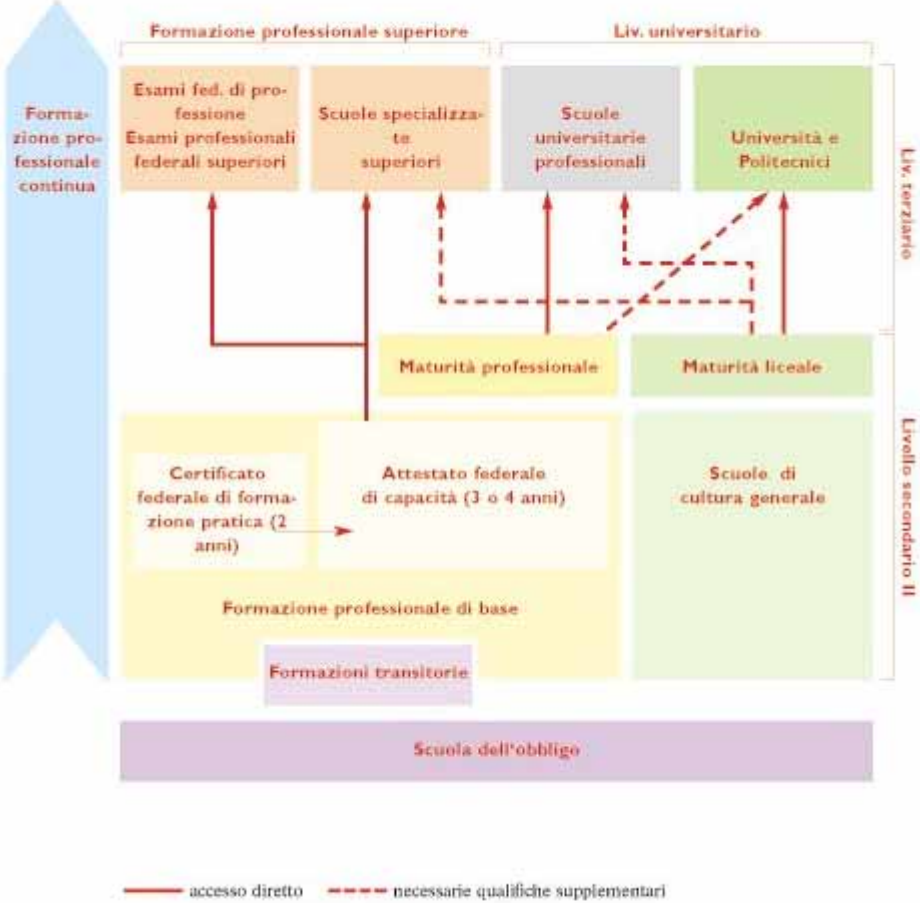 Formazione professionale superiore
Liv. universitario
Forma-
zione pro-
fessionale
continua
Esami fed. di pro-
fessione
Esami professionali
federali superiori
Scuole specializza-
te
superiori
Scuole
universitarie
professionali
Università e
Politecnici
Liv. terziario
Maturità professionale
Maturità liceale
Certificato
federale di forma-
zione pratica (2
anni)
Attestato federale
di capacità (3 o 4 anni)
Scuole di
cultura generale
Livello secondario II
Formazione professionale di base
Formazioni transitorie
Scuola dell'obbligo
accesso diretto
necessarie qualifiche supplementari